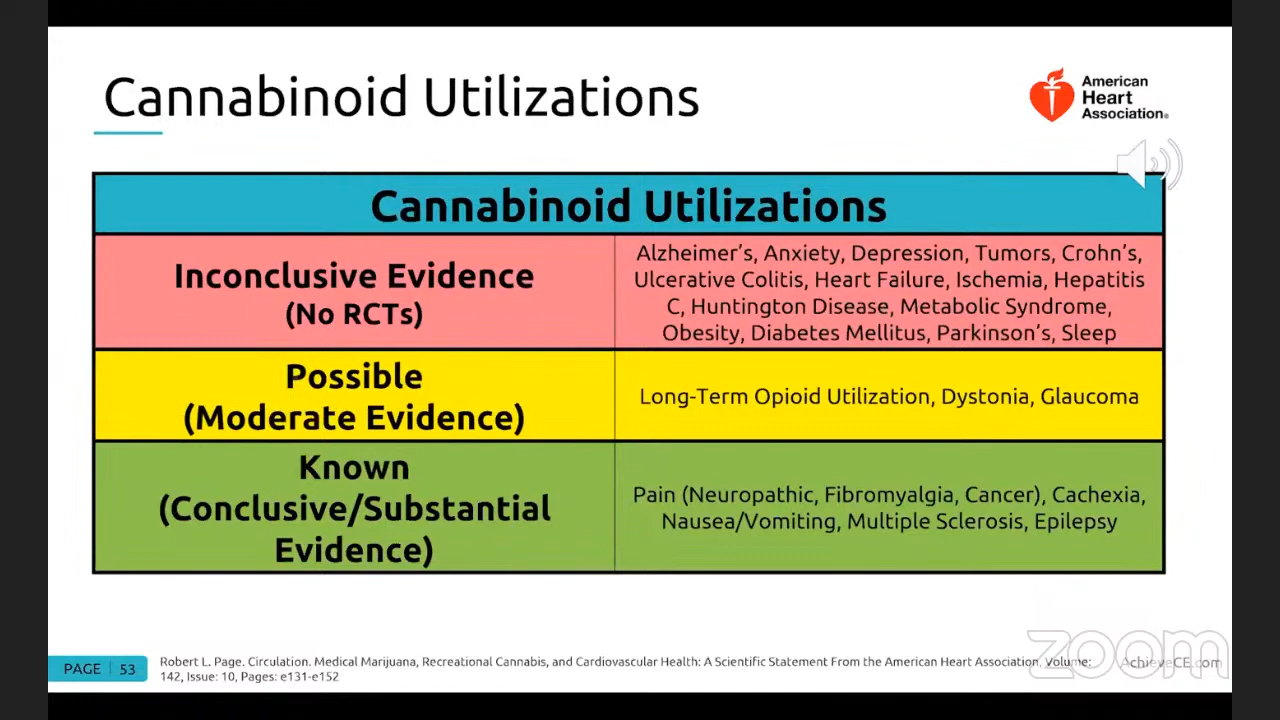 Cannabinoid Utilizations
American
Heart
Association®
Cannabinoid Utilizations
Inconclusive Evidence
(No RCTs)
Alzheimer's, Anxiety, Depression, Tumors, Crohn's,
Ulcerative Colitis, Heart Failure, Ischemia, Hepatitis
C, Huntington Disease, Metabolic Syndrome,
Obesity, Diabetes Mellitus, Parkinson's, Sleep
Possible
(Moderate Evidence)
Long-Term Opioid Utilization, Dystonia, Glaucoma
Known
(Conclusive/Substantial
Evidence)
Pain (Neuropathic, Fibromyalgia, Cancer), Cachexia,
Nausea/Vomiting, Multiple Sclerosis, Epilepsy
PAGE | 53
Robert L. Page. Circulation. Medical Marijuana, Recreational Cannabis, and Cardiovascular Health: A Scientific Statement From the American Heart Association. Volume:
142, Issue: 10, Pages: e131-e152
zoom
AchieveCE.com